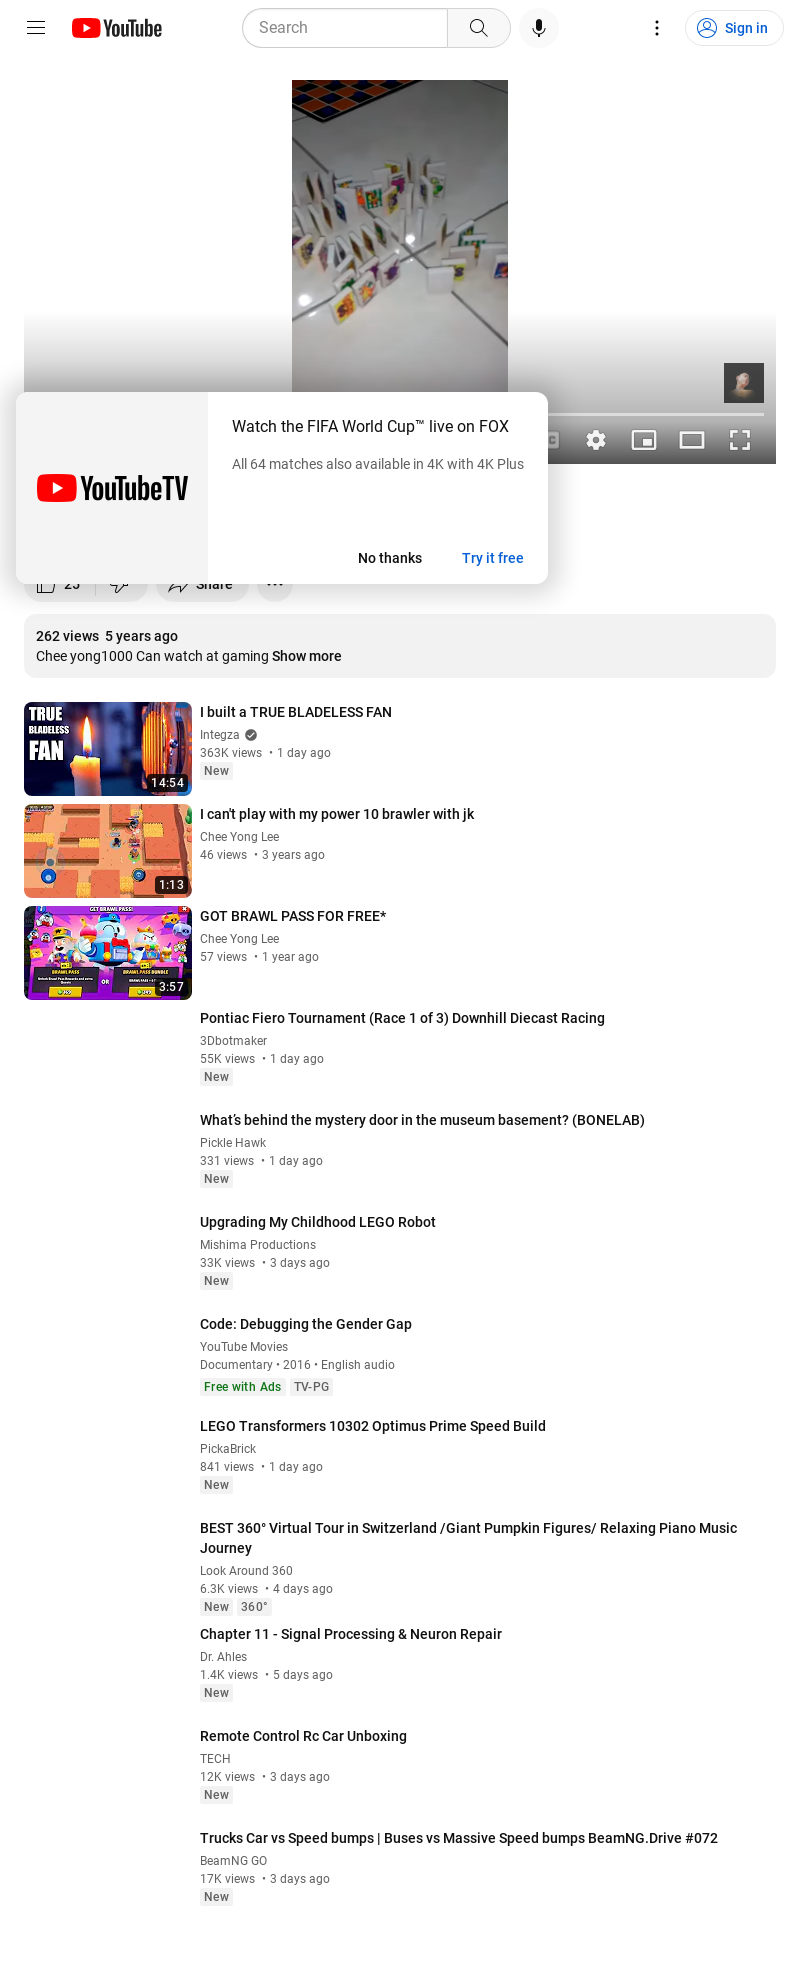 YouTube
Search
Sign in
Watch the FIFA World Cup™ live on FOX
All 64 matches also available in 4K with 4K Plus
YouTubeTV
No thanks
Try it free
25
Share
262 views 5 years ago
Chee yong1000 Can watch at gaming Show more
TRUE
BLADELESS
FAN
14:54
I built a TRUE BLADELESS FAN
Integza
363K views • 1 day ago
New
1:13
I can't play with my power 10 brawler with jk
Chee Yong Lee
46 views • 3 years ago
GET BRAWL PASS!
BRAWL PASS
OR
BRAWL PASS BUNDLE
3:57
GOT BRAWL PASS FOR FREE*
Chee Yong Lee
57 views • 1 year ago
Pontiac Fiero Tournament (Race 1 of 3) Downhill Diecast Racing
3Dbotmaker
55K views • 1 day ago
New
What’s behind the mystery door in the museum basement? (BONELAB)
Pickle Hawk
331 views • 1 day ago
New
Upgrading My Childhood LEGO Robot
Mishima Productions
33K views • 3 days ago
New
Code: Debugging the Gender Gap
YouTube Movies
Documentary • 2016 • English audio
Free with Ads TV-PG
LEGO Transformers 10302 Optimus Prime Speed Build
PickaBrick
841 views • 1 day ago
New
BEST 360° Virtual Tour in Switzerland /Giant Pumpkin Figures/ Relaxing Piano Music
Journey
Look Around 360
6.3K views • 4 days ago
New 360°
Chapter 11 - Signal Processing & Neuron Repair
Dr. Ahles
1.4K views • 5 days ago
New
Remote Control Rc Car Unboxing
TECH
12K views • 3 days ago
New
Trucks Car vs Speed bumps | Buses vs Massive Speed bumps BeamNG.Drive #072
BeamNG GO
17K views • 3 days ago
New